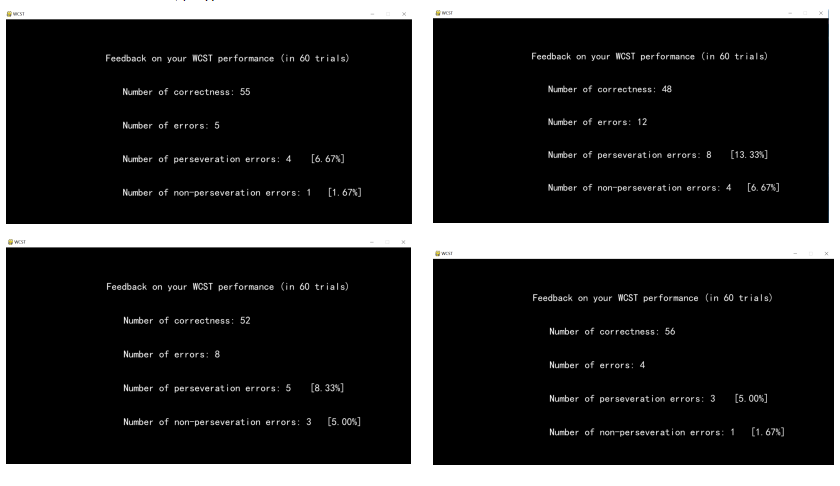 WCST
Feedback on your WCST performance (in 60 trials)
Number of correctness: 55
Number of errors: 5
Number of perseveration errors: 4 [6.67%]
Number of non-perseveration errors: 1 [1.67%]
WCST
Feedback on your WCST performance (in 60 trials)
Number of correctness: 48
Number of errors: 12
Number of perseveration errors: 8 [13.33%]
Number of non-perseveration errors: 4 [6.67%]
WCST
Feedback on your WCST performance (in 60 trials)
Number of correctness: 52
Number of errors: 8
Number of perseveration errors: 5 [8.33%]
Number of non-perseveration errors: 3 [5.00%]
WCST
Feedback on your WCST performance (in 60 trials)
Number of correctness: 56
Number of errors: 4
Number of perseveration errors: 3 [5.00%]
Number of non-perseveration errors: 1 [1.67%]